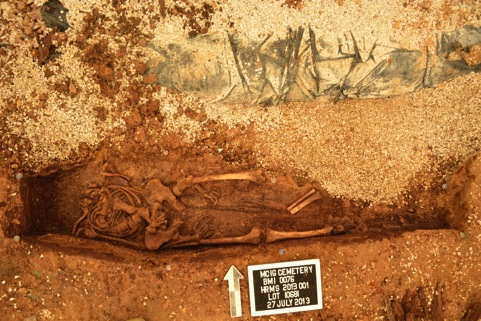 MCIG CEMETERY
BMI 0076
HRMS 2013 001
LOT 10681
27 JULY 2013